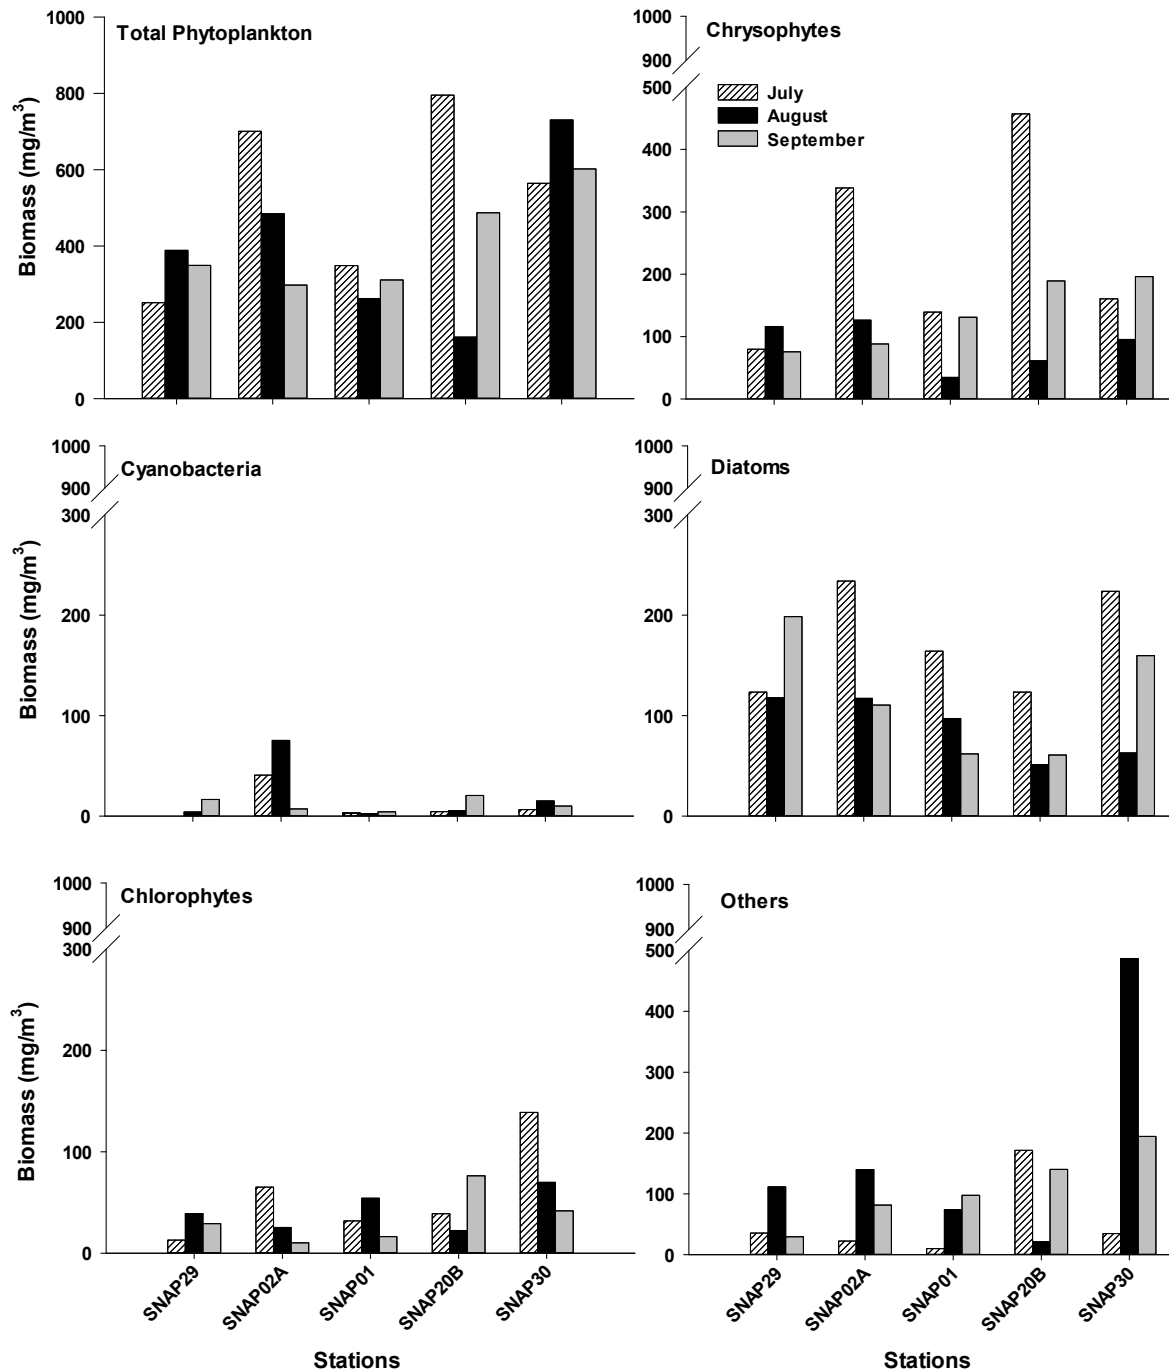 Total Phytoplankton
Biomass (mg/m³)
1000
800
600
400
200
0
Chrysophytes
1000
900
500
400
300
200
100
0
July
August
September
Cyanobacteria
Biomass (mg/m³)
1000
900
300
200
100
0
Diatoms
1000
900
300
200
100
0
Chlorophytes
Biomass (mg/m³)
1000
900
300
200
100
0
SNAP29
SNAP02A
SNAP01
SNAP20B
SNAP30
Stations
Others
1000
900
500
400
300
200
100
0
SNAP29
SNAP02A
SNAP01
SNAP20B
SNAP30
Stations